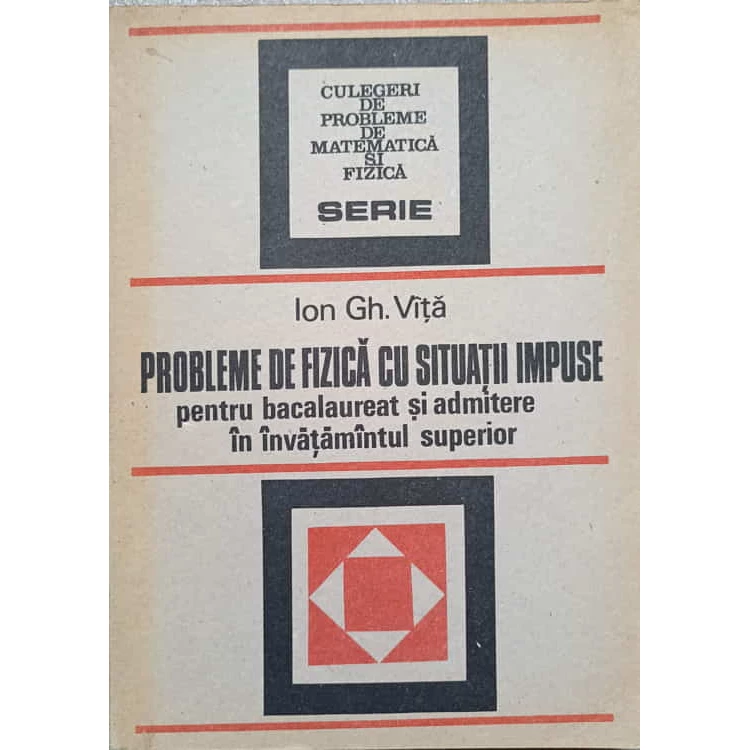 CULEGERI
DE
PROBLEME
DE
MATEMATICĂ
ȘI
FIZICĂ
SERIE
Ion Gh. Vîță
PROBLEME DE FIZICĂ CU SITUAȚII IMPUSE
pentru bacalaureat și admitere
în învățămîntul superior